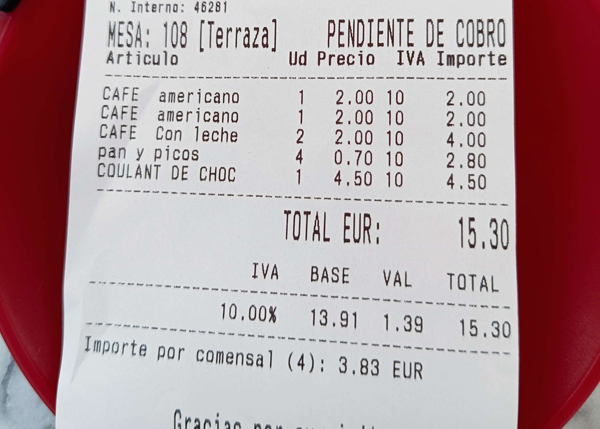 N. Interno: 46281
MESA: 108 [Terraza] PENDIENTE DE COBRO
Articulo Ud Precio IVA Importe
CAFE americano 1 2.00 10 2.00
CAFE americano 1 2.00 10 2.00
CAFE Con leche 2 2.00 10 4.00
pan y picos 4 0.70 10 2.80
COULANT DE CHOC 1 4.50 10 4.50
TOTAL EUR: 15.30
IVA BASE VAL TOTAL
10.00% 13.91 1.39 15.30
Importe por comensal (4): 3.83 EUR
Gracias por su